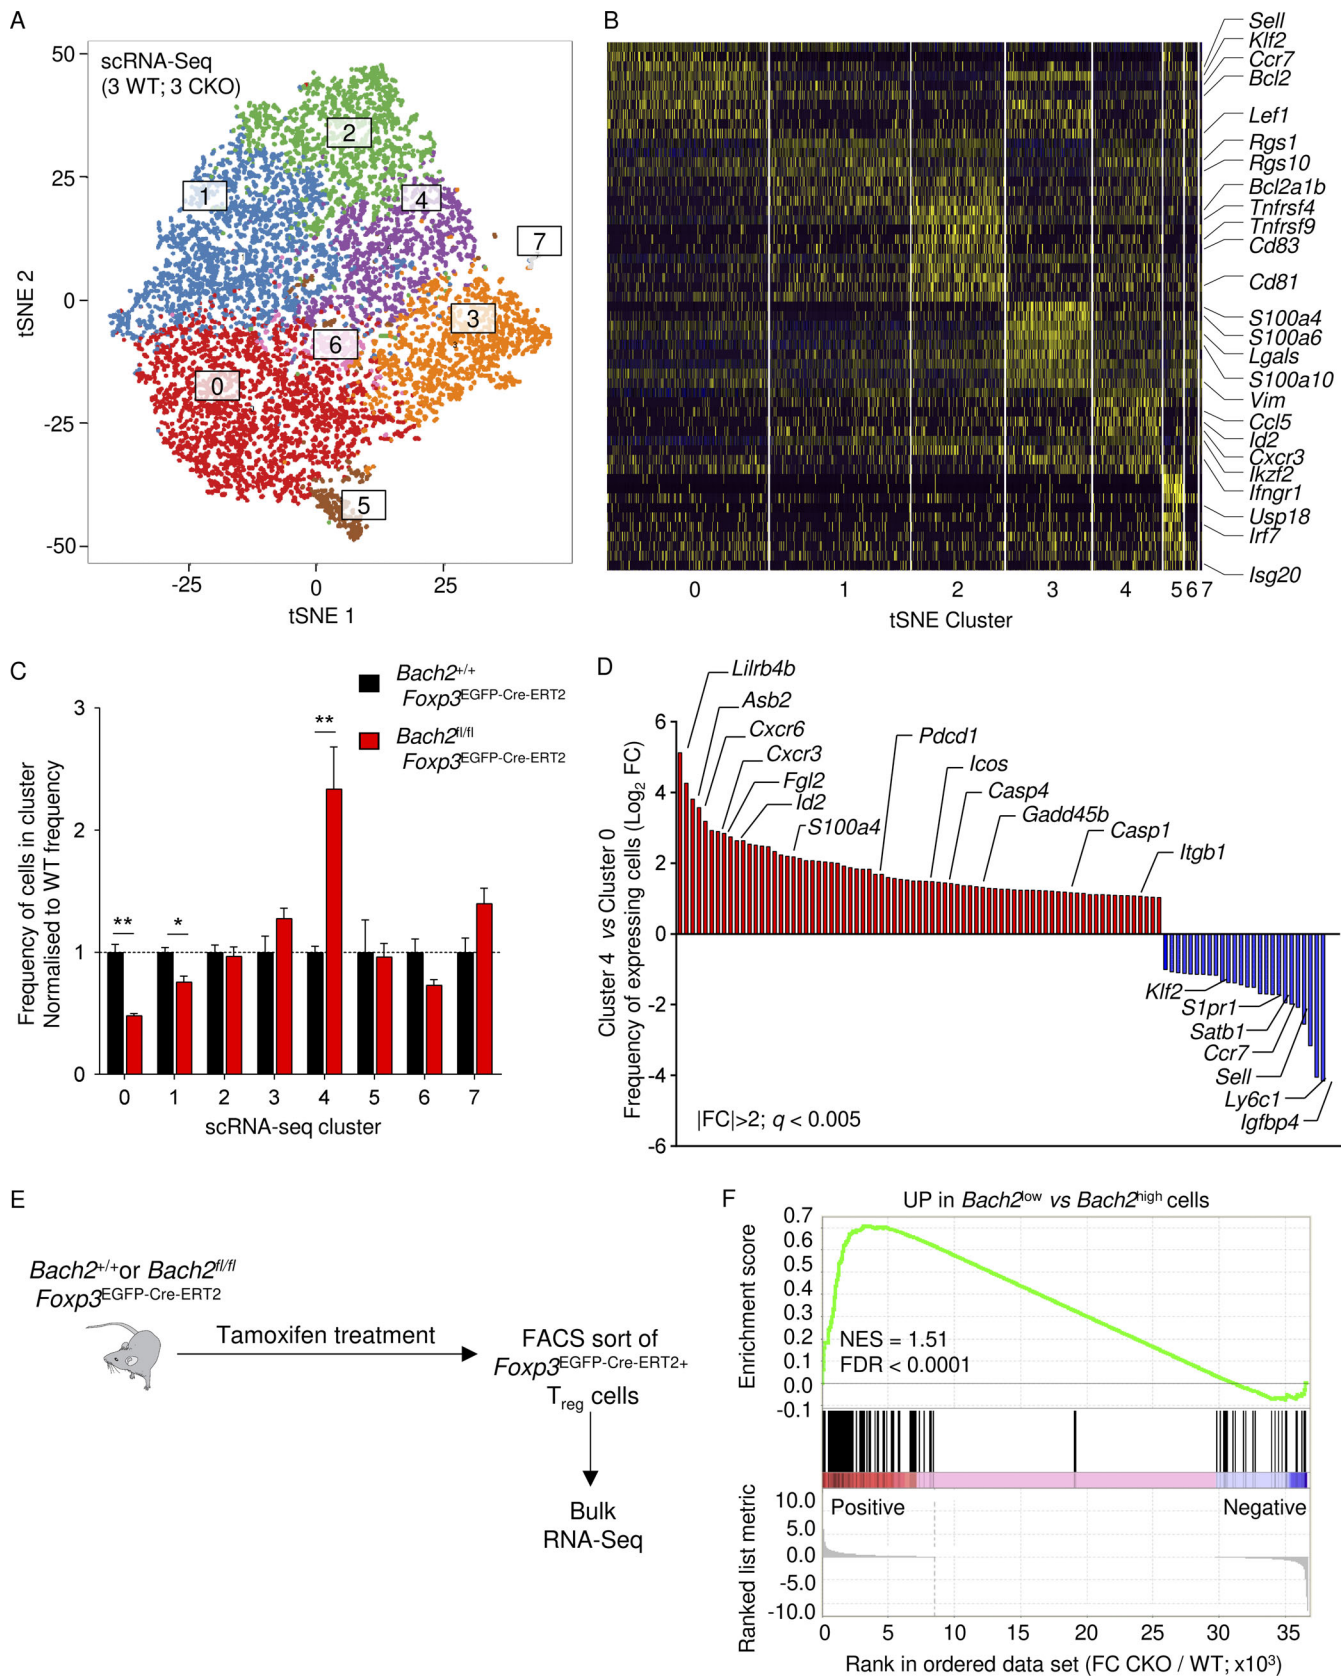 A
scRNA-Seq
(3 WT; 3 CKO)
50
25
0
-25
-50
tSNE 2
2
1
4
7
3
6
0
5
-25
0
25
tSNE 1
B
Sell
Klf2
Ccr7
Bcl2
Lef1
Rgs1
Rgs10
Bcl2a1b
Tnfrsf4
Tnfrsf9
Cd83
Cd81
S100a4
S100a6
Lgals
S100a10
Vim
Ccl5
Id2
Cxcr3
Ikzf2
Ifngr1
Usp18
Irf7
Isg20
0 1 2 3 4 5 6 7
tSNE Cluster
C
Bach2+/+
Foxp3EGFP-Cre-ERT2
Bach2fl/fl
Foxp3EGFP-Cre-ERT2
Frequency of cells in cluster
Normalised to WT frequency
3
2
1
0
**
*
**
0 1 2 3 4 5 6 7
scRNA-seq cluster
D
Cluster 4 vs Cluster 0
Frequency of expressing cells (Log2 FC)
6
4
2
0
-2
-4
-6
Lilrb4b
Asb2
Cxcr6
Cxcr3
Fgl2
Id2
S100a4
Pdcd1
Icos
Casp4
Gadd45b
Casp1
Itgb1
Klf2
S1pr1
Satb1
Ccr7
Sell
Ly6c1
Igfbp4
|FC|>2; q < 0.005
E
Bach2+/+or Bach2fl/fl
Foxp3EGFP-Cre-ERT2
Tamoxifen treatment
FACS sort of
Foxp3EGFP-Cre-ERT2+
Treg cells
Bulk
RNA-Seq
F
UP in Bach2low vs Bach2high cells
Enrichment score
0.7
0.6
0.5
0.4
0.3
0.2
0.1
0.0
-0.1
NES = 1.51
FDR < 0.0001
Ranked list metric
10.0
5.0
0.0
-5.0
-10.0
Positive
Negative
0 5 10 15 20 25 30 35
Rank in ordered data set (FC CKO / WT; x10³)